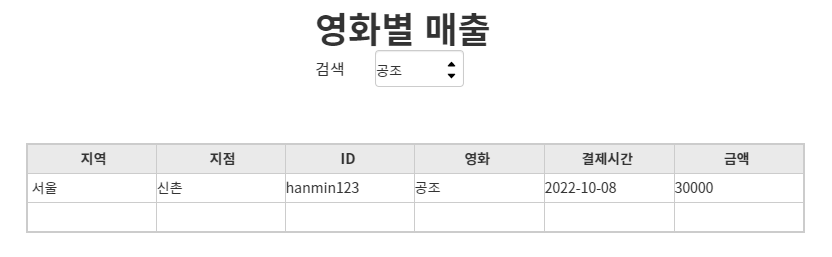 영화별 매출
검색 공조
지역 지점 ID 영화 결제시간 금액
서울 신촌 hanmin123 공조 2022-10-08 30000